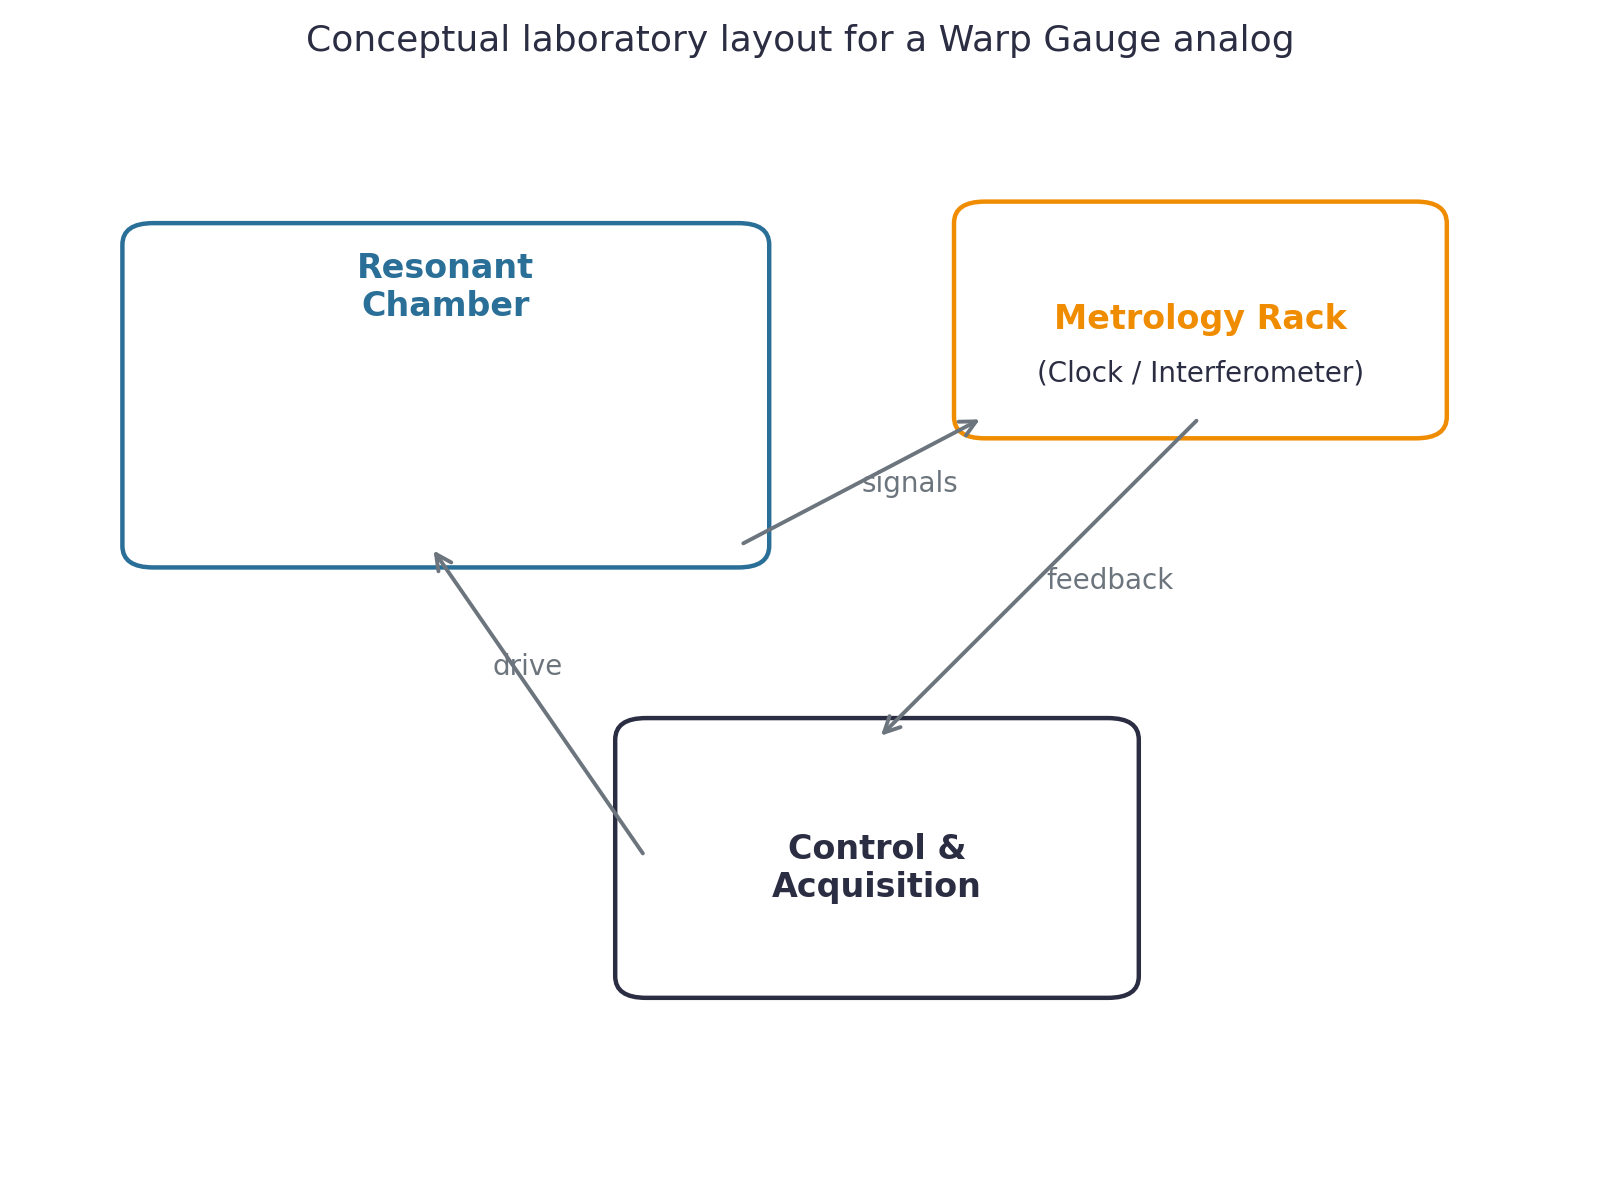 Conceptual laboratory layout for a Warp Gauge analog
Resonant
Chamber
Metrology Rack
(Clock / Interferometer)
signals
feedback
drive
Control &
Acquisition